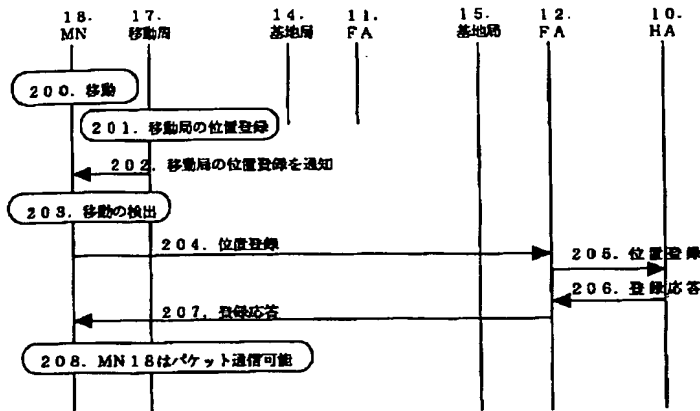 18. 17. 14. 11. 15. 12. 10.
MN 移動局 基地局 FA 基地局 FA HA
200. 移動
201. 移動局の位置登録
202. 移動局の位置登録を通知
203. 移動の検出
204. 位置登録
205. 位置登録
206. 登録応答
207. 登録応答
208. MN18はパケット通信可能